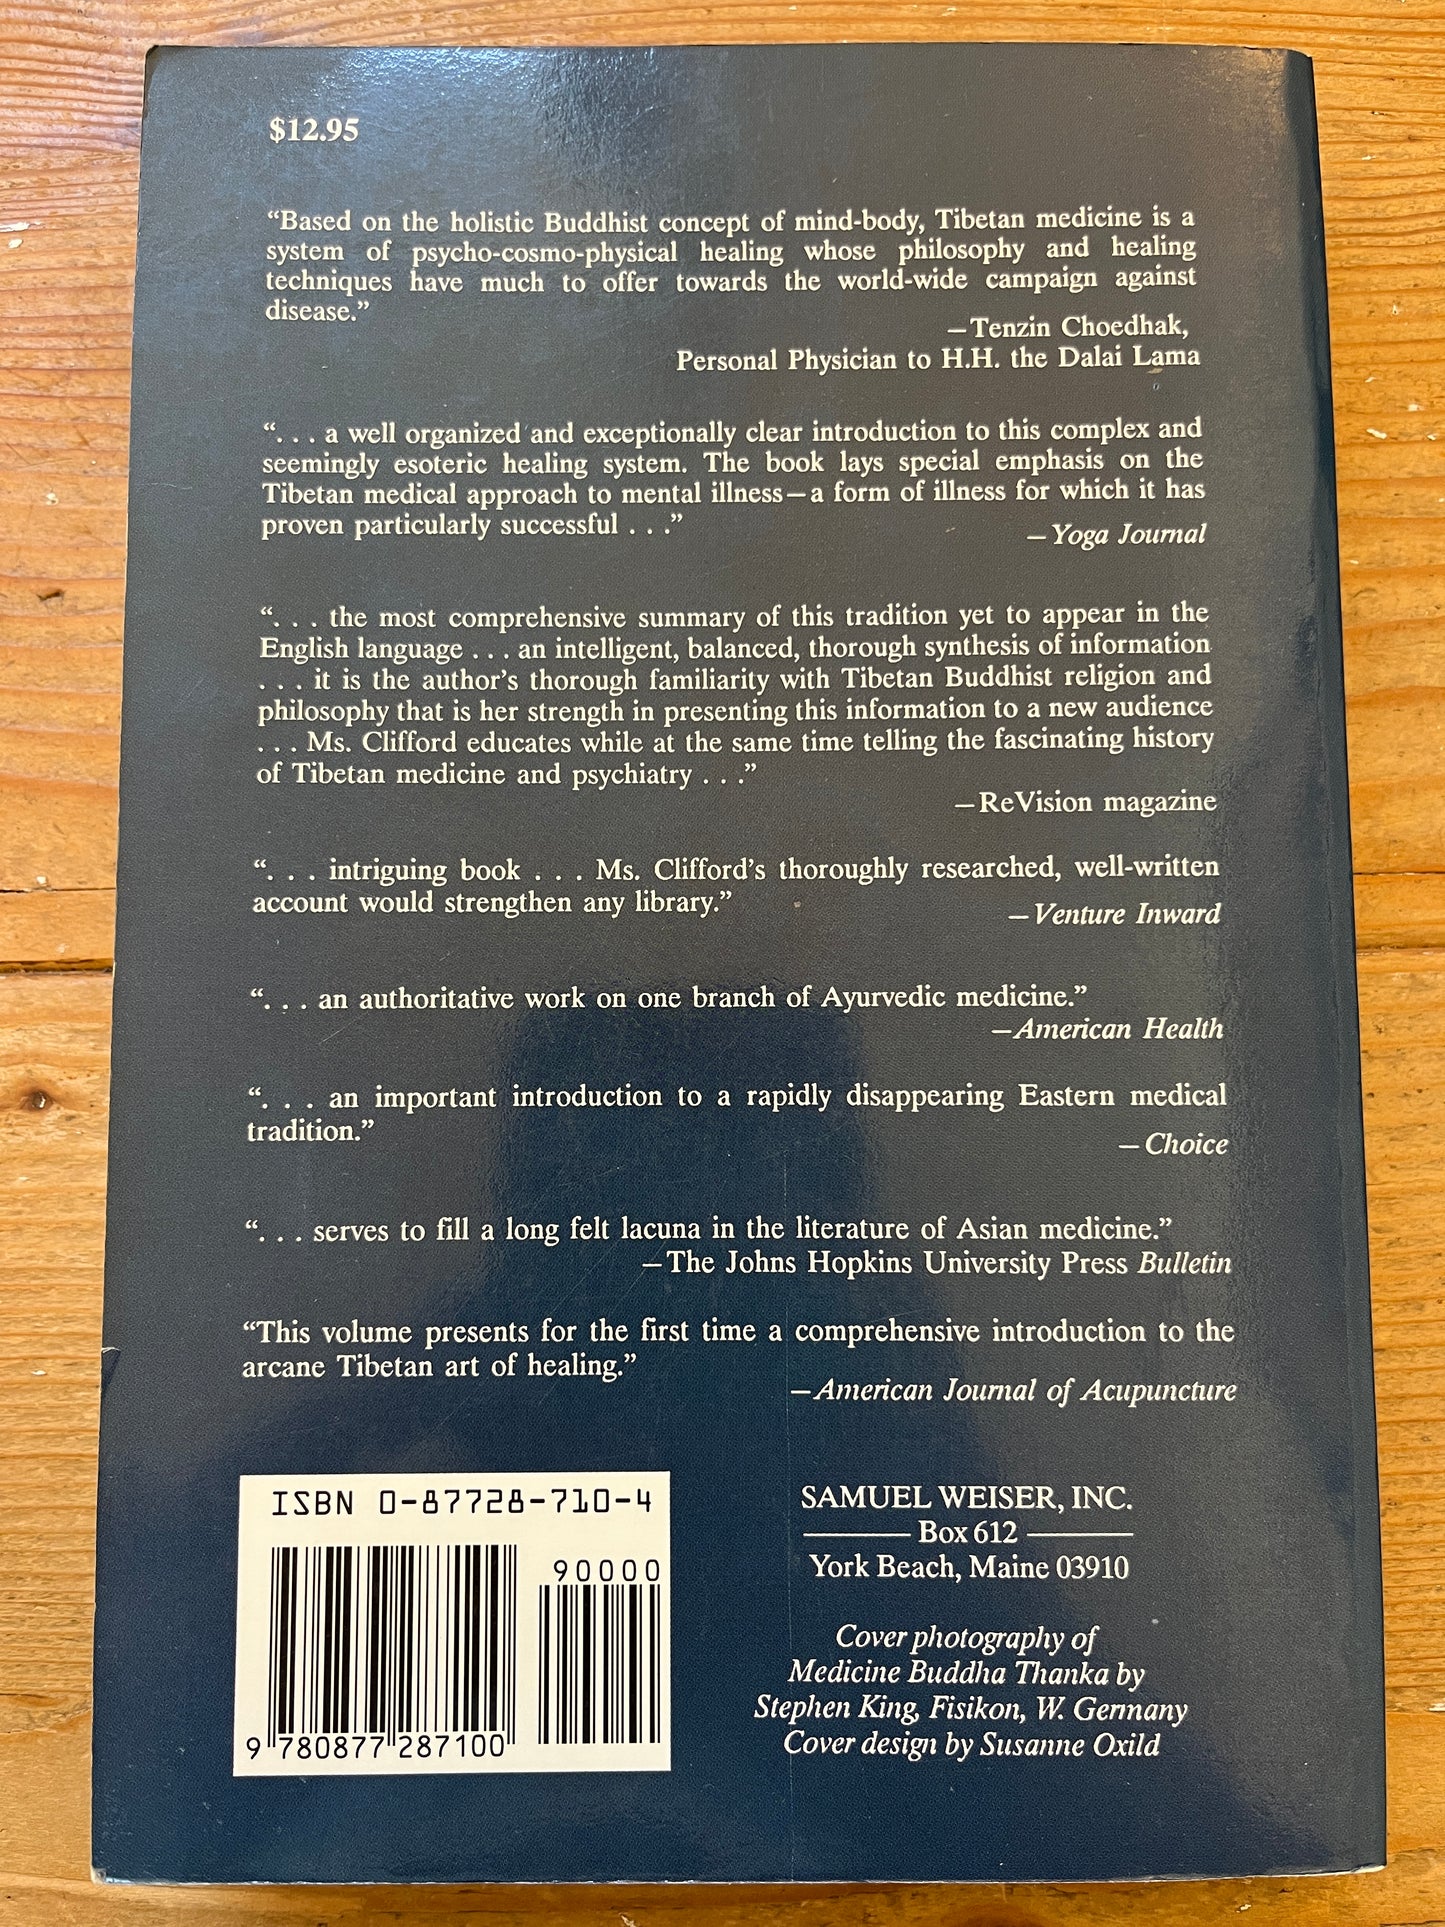 $12.95
“Based on the holistic Buddhist concept of mind-body, Tibetan medicine is a
system of psycho-cosmo-physical healing whose philosophy and healing
techniques have much to offer towards the world-wide campaign against
disease.”
—Tenzin Choedhak,
Personal Physician to H.H. the Dalai Lama
“. . . a well organized and exceptionally clear introduction to this complex and
seemingly esoteric healing system. The book lays special emphasis on the
Tibetan medical approach to mental illness—a form of illness for which it has
proven particularly successful . . .”
—Yoga Journal
“. . . the most comprehensive summary of this tradition yet to appear in the
English language . . . an intelligent, balanced, thorough synthesis of information
. . . it is the author’s thorough familiarity with Tibetan Buddhist religion and
philosophy that is her strength in presenting this information to a new audience
. . . Ms. Clifford educates while at the same time telling the fascinating history
of Tibetan medicine and psychiatry . . .”
—ReVision magazine
“. . . intriguing book . . . Ms. Clifford’s thoroughly researched, well-written
account would strengthen any library.”
—Venture Inward
“. . . an authoritative work on one branch of Ayurvedic medicine.”
—American Health
“. . . an important introduction to a rapidly disappearing Eastern medical
tradition.”
—Choice
“. . . serves to fill a long felt lacuna in the literature of Asian medicine.”
—The Johns Hopkins University Press Bulletin
“This volume presents for the first time a comprehensive introduction to the
arcane Tibetan art of healing.”
—American Journal of Acupuncture
ISBN 0-87728-710-4
90000
9 780877 287100
SAMUEL WEISER, INC.
Box 612
York Beach, Maine 03910
Cover photography of
Medicine Buddha Thanka by
Stephen King, Fisikon, W. Germany
Cover design by Susanne Oxild